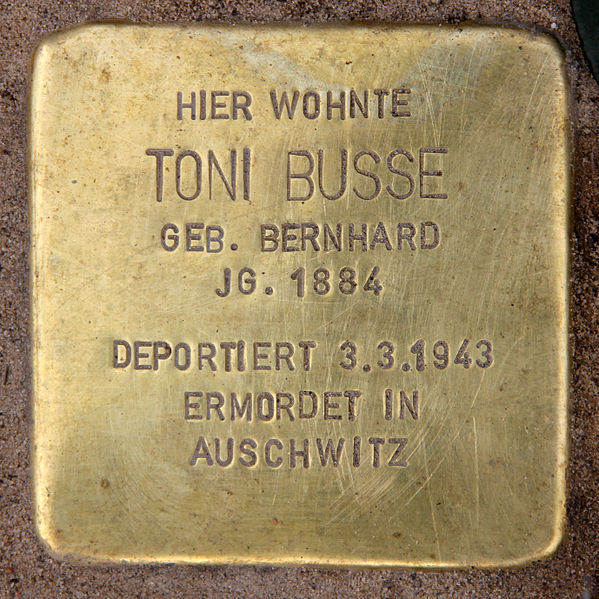 HIER WOHNTE
TONI BUSSE
GEB. BERNHARD
JG. 1884
DEPORTIERT 3.3.1943
ERMORDET IN
AUSCHWITZ